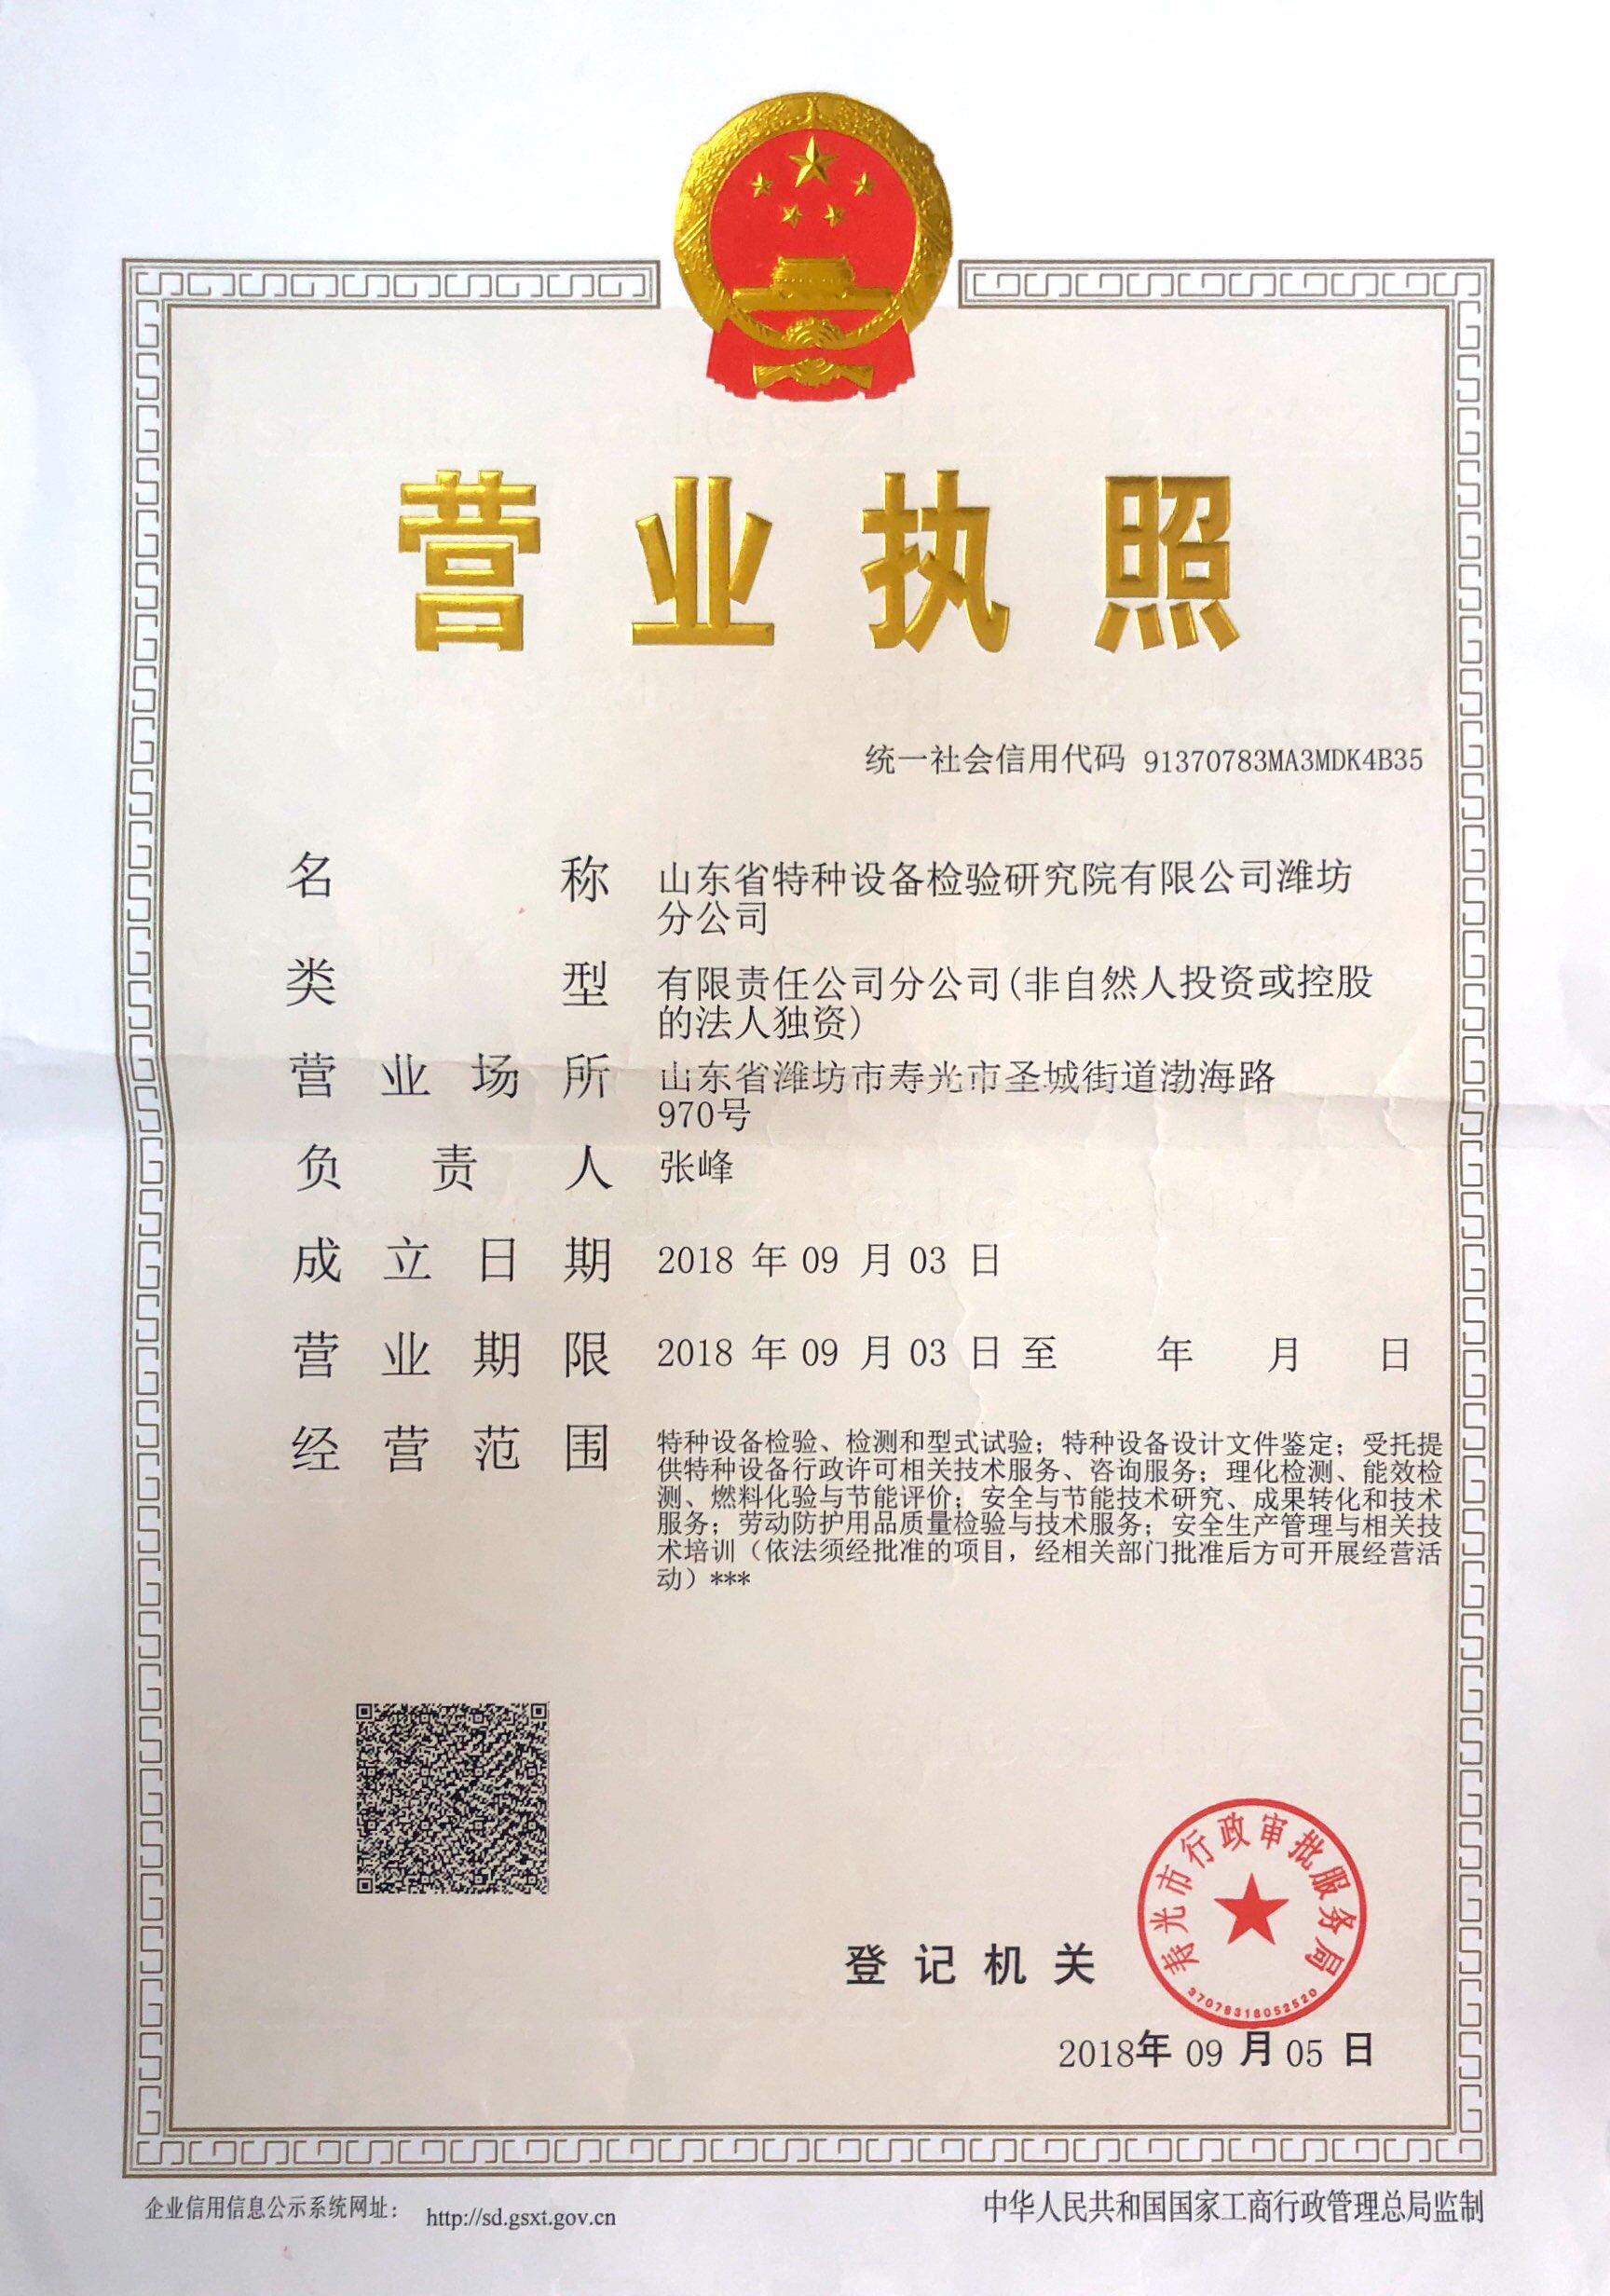 营业执照
统一社会信用代码 91370783MA3MDK4B35
名称 山东省特种设备检验研究院有限公司潍坊
分公司
类型 有限责任公司分公司(非自然人投资或控股
的法人独资)
营业场所 山东省潍坊市寿光市圣城街道渤海路
970号
负责人 张峰
成立日期 2018 年 09 月 03 日
营业期限 2018 年 09 月 03 日 至 年 月 日
经营范围 特种设备检验、检测和型式试验；特种设备设计文件鉴定；受托提
供特种设备行政许可相关技术服务、咨询服务；理化检测、能效检
测、燃料化验与节能评价；安全与节能技术研究、成果转化和技术
服务；劳动防护用品质量检验与技术服务；安全生产管理与相关技
术培训（依法须经批准的项目，经相关部门批准后方可开展经营活
动）***
寿光市行政审批服务局
37078318052520
登记机关
2018年 09 月 05 日
企业信用信息公示系统网址： http://sd.gsxt.gov.cn
中华人民共和国国家工商行政管理总局监制